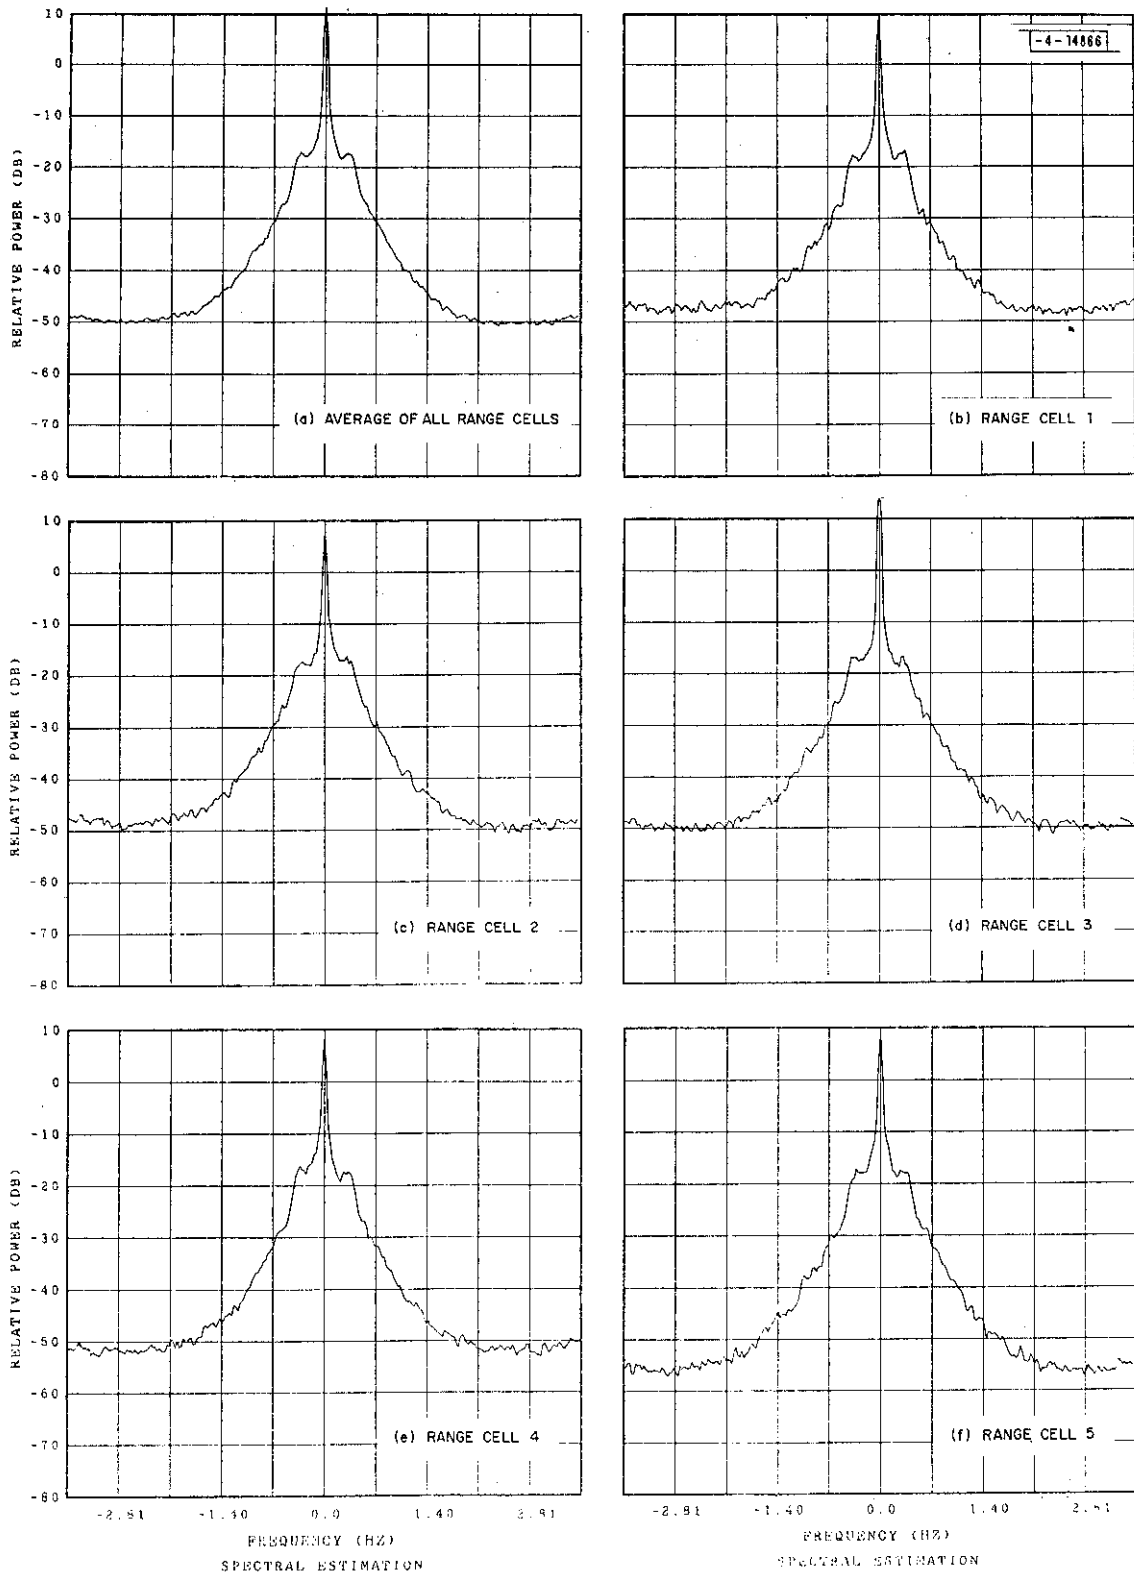 -4-14866
10
0
-10
-20
-30
-40
-50
-60
-70
-80
RELATIVE POWER (DB)
(a) AVERAGE OF ALL RANGE CELLS
(b) RANGE CELL 1
10
0
-10
-20
-30
-40
-50
-60
-70
-80
RELATIVE POWER (DB)
(c) RANGE CELL 2
(d) RANGE CELL 3
10
0
-10
-20
-30
-40
-50
-60
-70
-80
RELATIVE POWER (DB)
(e) RANGE CELL 4
(f) RANGE CELL 5
-2.81 -1.40 0.0 1.40 2.81
FREQUENCY (HZ)
SPECTRAL ESTIMATION
-2.81 -1.40 0.0 1.40 2.81
FREQUENCY (HZ)
SPECTRAL ESTIMATION